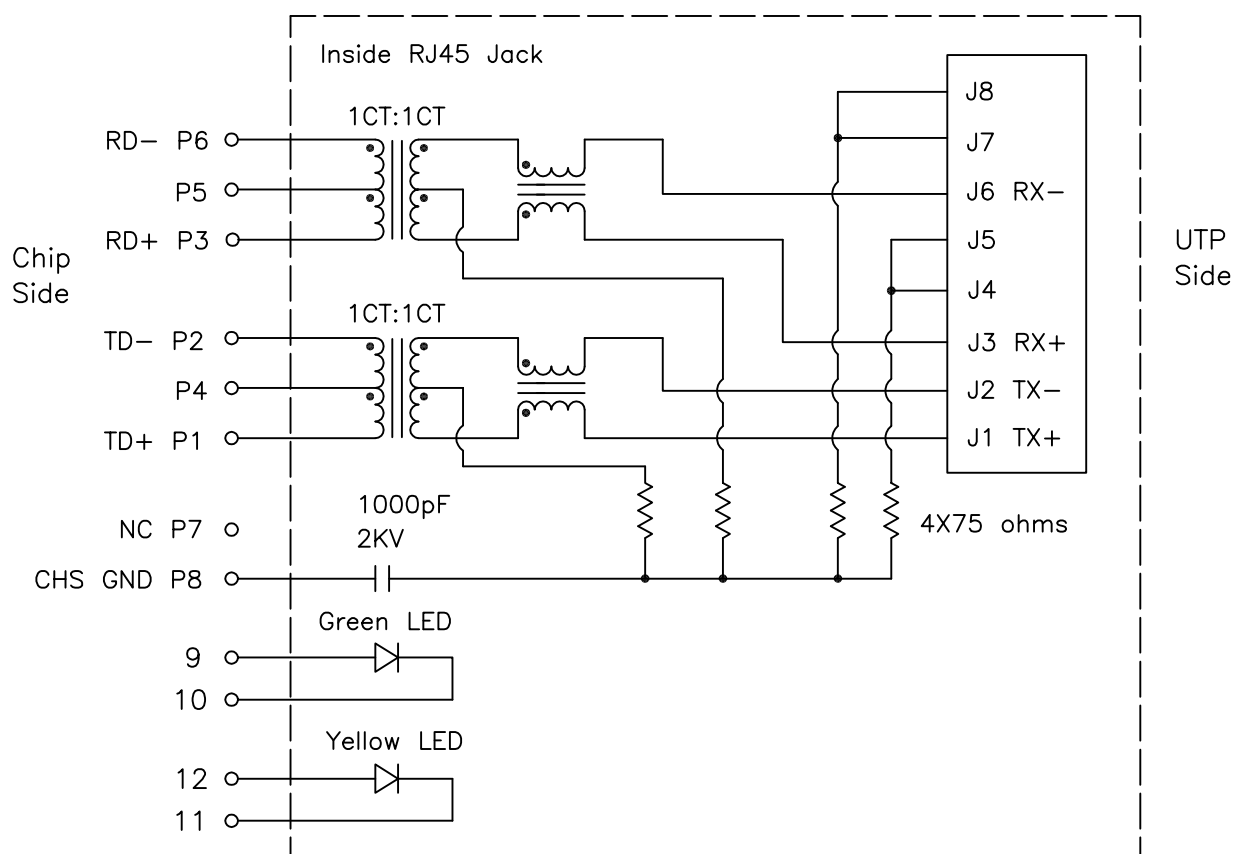 Inside RJ45 Jack
1CT:1CT
RD- P6
P5
RD+ P3
Chip
Side
1CT:1CT
TD- P2
P4
TD+ P1
J8
J7
J6 RX-
J5
J4
J3 RX+
J2 TX-
J1 TX+
UTP
Side
1000pF
2KV
4X75 ohms
NC P7
CHS GND P8
Green LED
9
10
Yellow LED
12
11